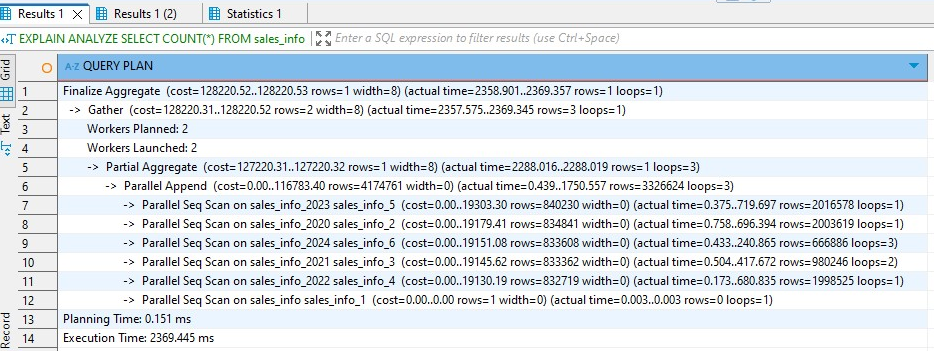 Results 1
Results 1 (2)
Statistics 1
EXPLAIN ANALYZE SELECT COUNT(*) FROM sales_info
Enter a SQL expression to filter results (use Ctrl+Space)
Grid
Text
Record
A-Z QUERY PLAN
1 Finalize Aggregate (cost=128220.52..128220.53 rows=1 width=8) (actual time=2358.901..2369.357 rows=1 loops=1)
2 -> Gather (cost=128220.31..128220.52 rows=2 width=8) (actual time=2357.575..2369.345 rows=3 loops=1)
3 Workers Planned: 2
4 Workers Launched: 2
5 -> Partial Aggregate (cost=127220.31..127220.32 rows=1 width=8) (actual time=2288.016..2288.019 rows=1 loops=3)
6 -> Parallel Append (cost=0.00..116783.40 rows=4174761 width=0) (actual time=0.439..1750.557 rows=3326624 loops=3)
7 -> Parallel Seq Scan on sales_info_2023 sales_info_5 (cost=0.00..19303.30 rows=840230 width=0) (actual time=0.375..719.697 rows=2016578 loops=1)
8 -> Parallel Seq Scan on sales_info_2020 sales_info_2 (cost=0.00..19179.41 rows=834841 width=0) (actual time=0.758..696.394 rows=2003619 loops=1)
9 -> Parallel Seq Scan on sales_info_2024 sales_info_6 (cost=0.00..19151.08 rows=833608 width=0) (actual time=0.433..240.865 rows=666886 loops=3)
10 -> Parallel Seq Scan on sales_info_2021 sales_info_3 (cost=0.00..19145.62 rows=833362 width=0) (actual time=0.504..417.672 rows=980246 loops=2)
11 -> Parallel Seq Scan on sales_info_2022 sales_info_4 (cost=0.00..19130.19 rows=832719 width=0) (actual time=0.173..680.835 rows=1998525 loops=1)
12 -> Parallel Seq Scan on sales_info sales_info_1 (cost=0.00..0.00 rows=1 width=0) (actual time=0.003..0.003 rows=0 loops=1)
13 Planning Time: 0.151 ms
14 Execution Time: 2369.445 ms